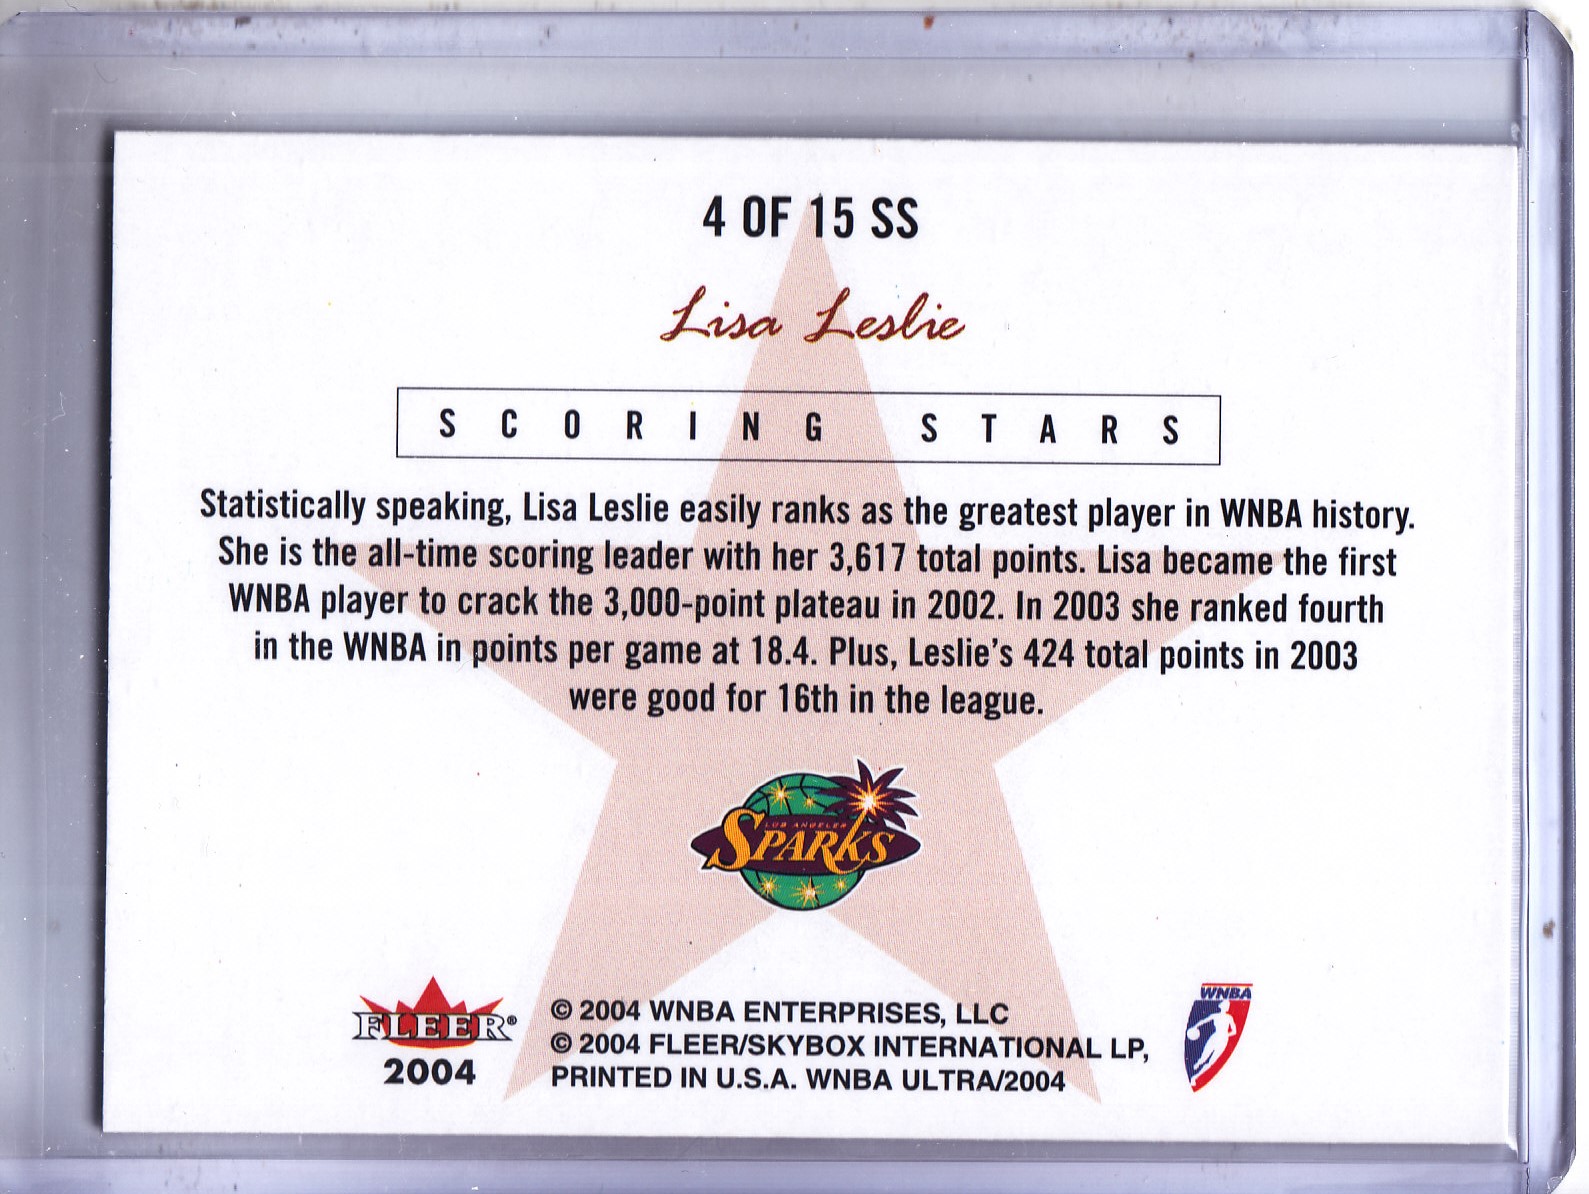 4 OF 15 SS
Lisa Leslie
SCORING STARS
Statistically speaking, Lisa Leslie easily ranks as the greatest player in WNBA history.
She is the all-time scoring leader with her 3,617 total points. Lisa became the first
WNBA player to crack the 3,000-point plateau in 2002. In 2003 she ranked fourth
in the WNBA in points per game at 18.4. Plus, Leslie's 424 total points in 2003
were good for 16th in the league.
LOS ANGELES
SPARKS
FLEER®
2004
© 2004 WNBA ENTERPRISES, LLC
© 2004 FLEER/SKYBOX INTERNATIONAL LP,
PRINTED IN U.S.A. WNBA ULTRA/2004
WNBA